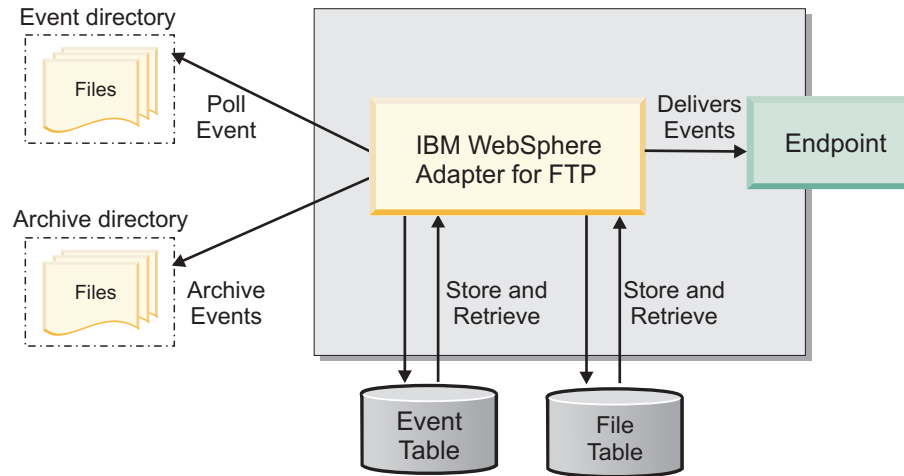 Event directory
Files
Poll
Event
Archive directory
Files
Archive
Events
IBM WebSphere
Adapter for FTP
Delivers
Events
Endpoint
Store and
Retrieve
Store and
Retrieve
Event
Table
File
Table